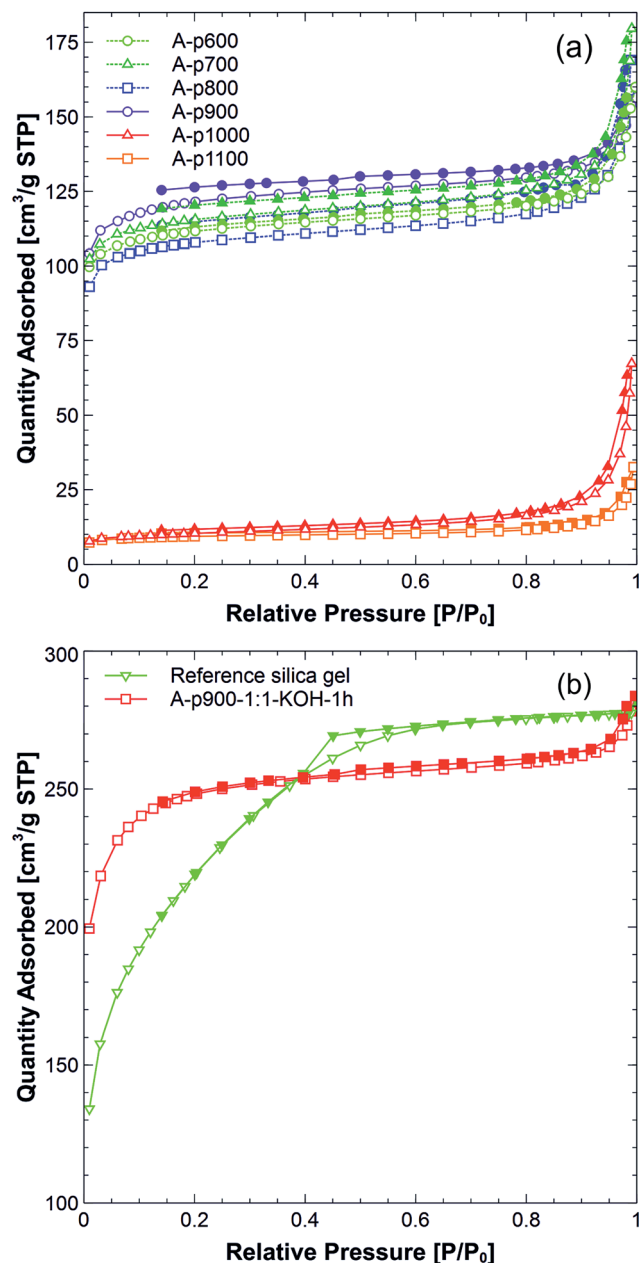 (a)
A-p600
A-p700
A-p800
A-p900
A-p1000
A-p1100
175
150
125
100
75
50
25
0
Quantity Adsorbed [cm³/g STP]
0
0.2
0.4
0.6
0.8
1
Relative Pressure [P/P₀]
(b)
Reference silica gel
A-p900-1:1-KOH-1h
300
250
200
150
100
Quantity Adsorbed [cm³/g STP]
0
0.2
0.4
0.6
0.8
1
Relative Pressure [P/P₀]